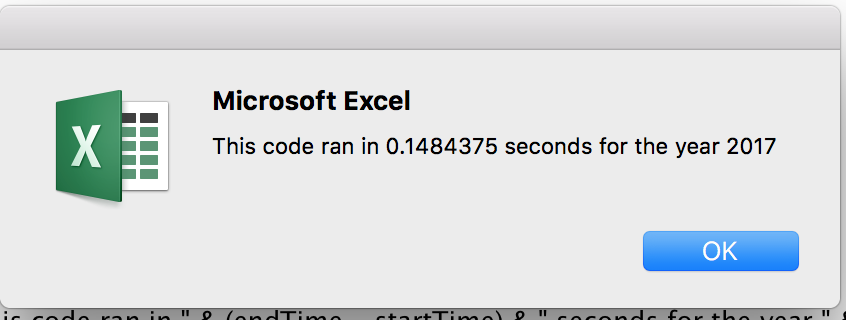 X
Microsoft Excel
This code ran in 0.1484375 seconds for the year 2017
OK
is code ran in " & (endTime - startTime) & " seconds for the year " &